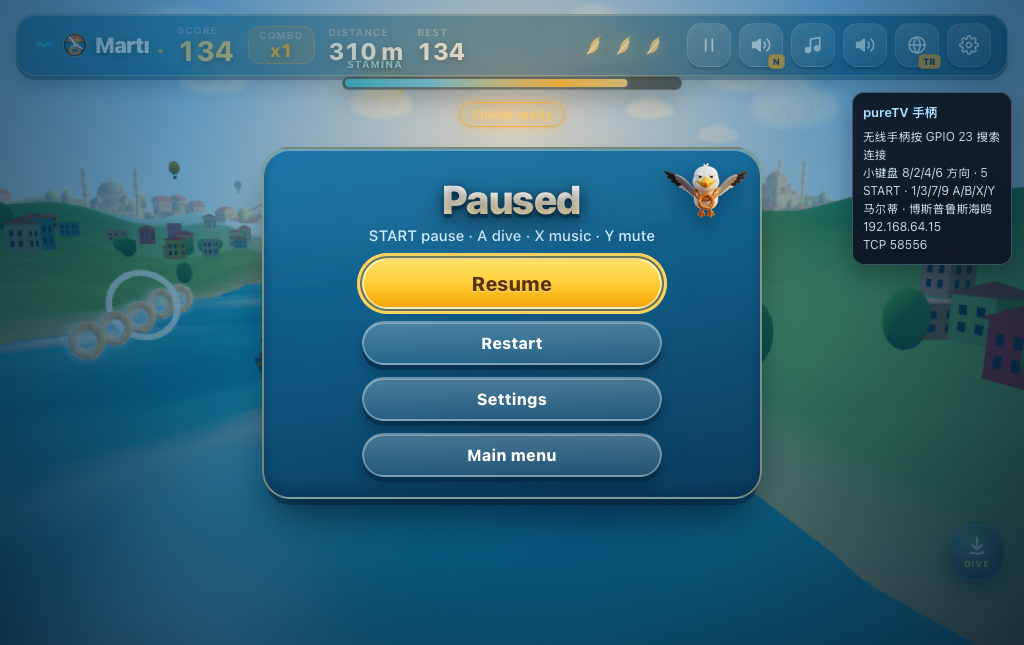 Martı
SCORE
134
COMBO
x1
DISTANCE
310 m
BEST
134
STAMINA
N
TR
Shield ready
pureTV 手柄
无线手柄按 GPIO 23 搜索
连接
小键盘 8/2/4/6 方向 · 5
START · 1/3/7/9 A/B/X/Y
马尔蒂 · 博斯普鲁斯海鸥
192.168.64.15
TCP 58556
Paused
START pause · A dive · X music · Y mute
Resume
Restart
Settings
Main menu
DIVE